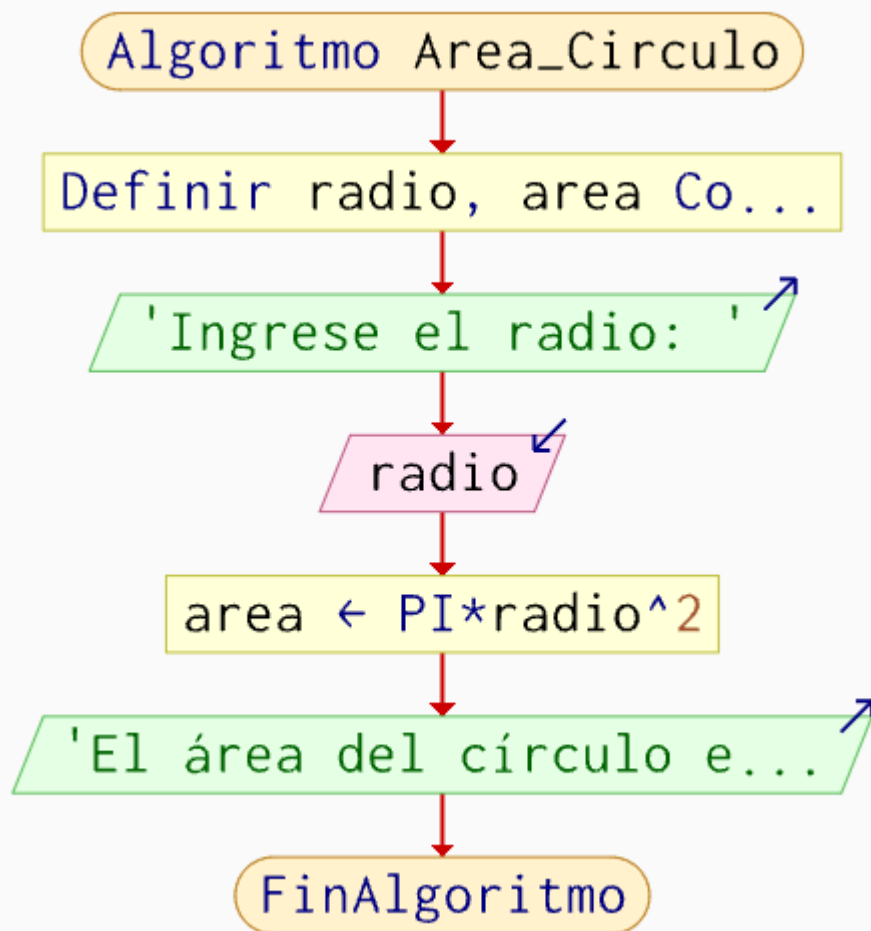 Algoritmo Area_Circulo
Definir radio, area Co...
'Ingrese el radio: '
radio
area ← PI*radio^2
'El área del círculo e...
FinAlgoritmo